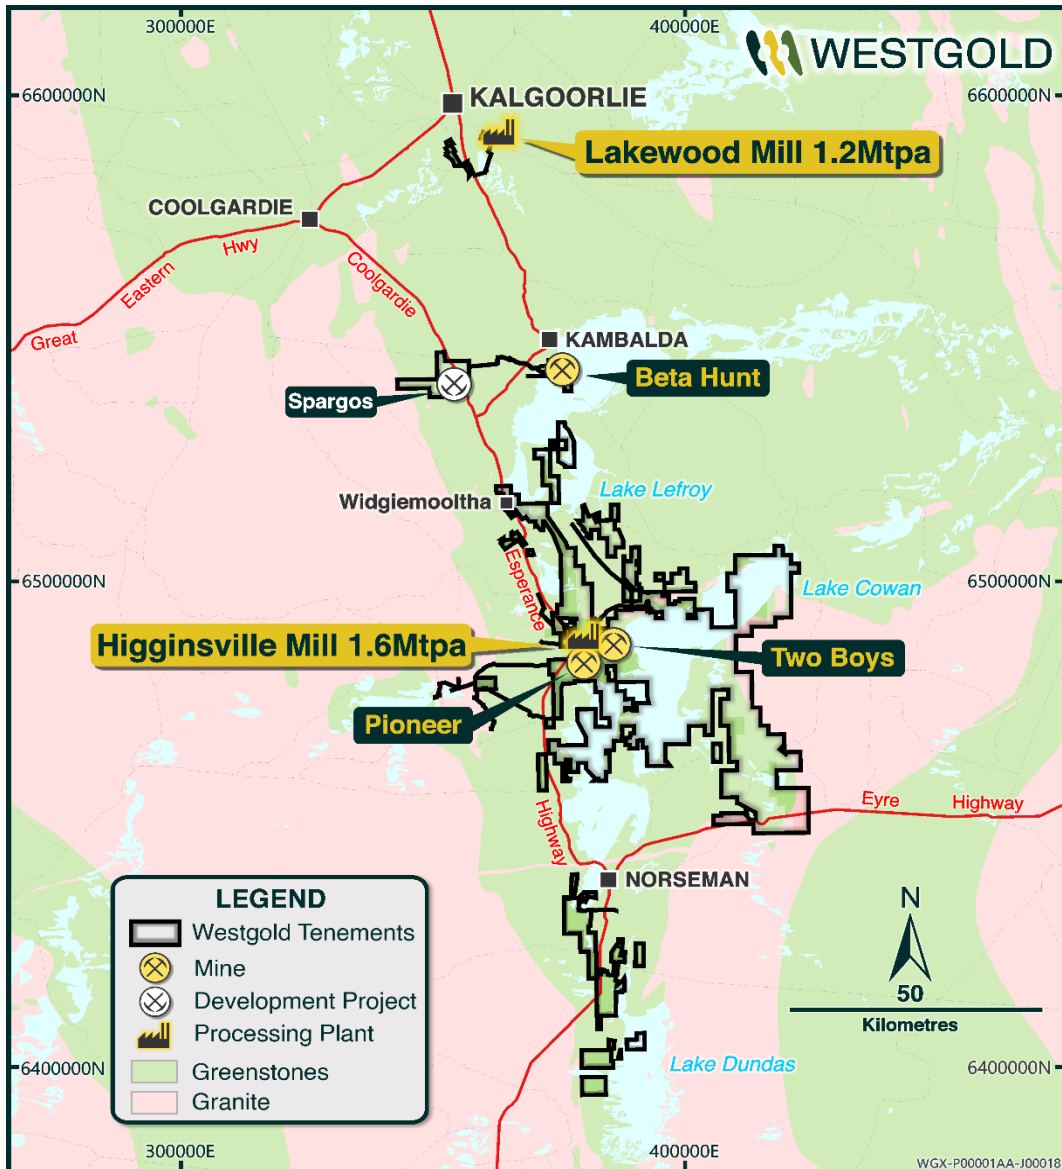 300000E
400000E
WESTGOLD
6600000N
6600000N
KALGOORLIE
Lakewood Mill 1.2Mtpa
COOLGARDIE
Great Eastern Hwy
Coolgardie
KAMBALDA
Beta Hunt
Spargos
Lake Lefroy
Widgiemooltha
Esperance
6500000N
6500000N
Lake Cowan
Higginsville Mill 1.6Mtpa
Two Boys
Pioneer
Eyre Highway
Highway
NORSEMAN
LEGEND
Westgold Tenements
Mine
Development Project
Processing Plant
Greenstones
Granite
N
50
Kilometres
Lake Dundas
6400000N
6400000N
300000E
400000E
WGX-P00001AA-J00018